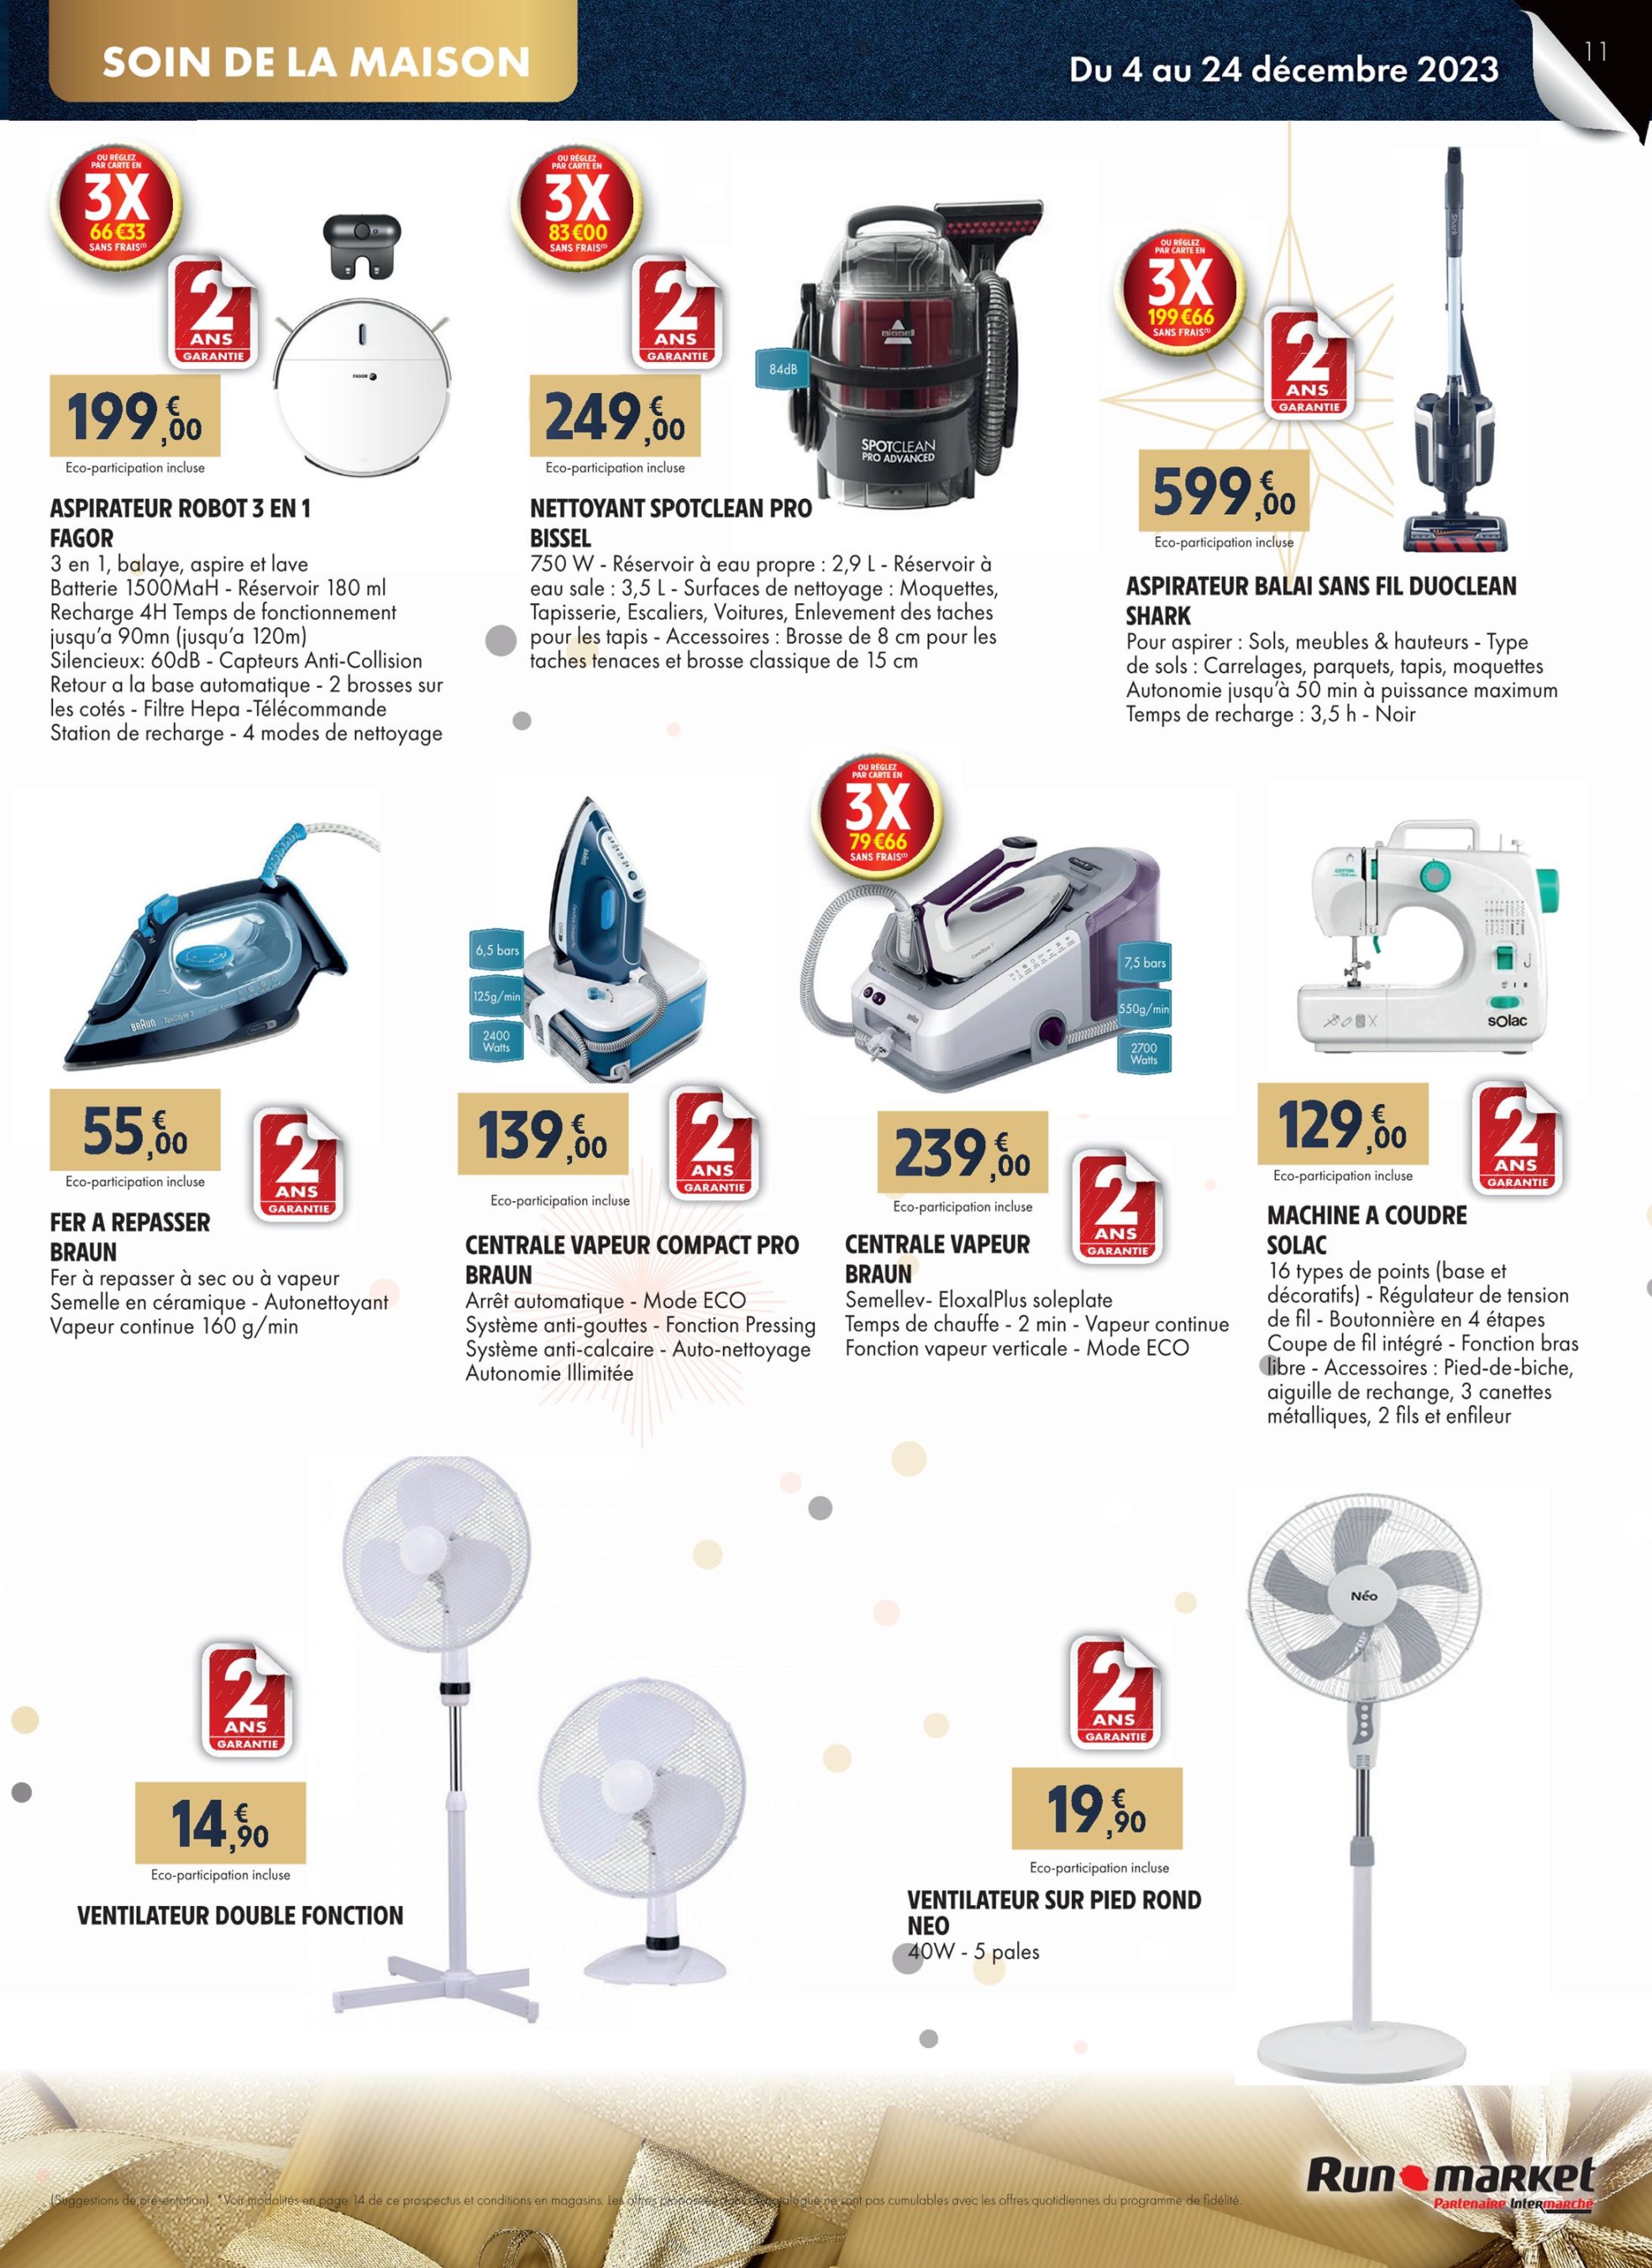 SOIN DE LA MAISON
Du 4 au 24 décembre 2023
11
OU RÉGLEZ
PAR CARTE EN
3X
66€33
SANS FRAIS(1)
2
ANS
GARANTIE
FAGOR
199,€00
Eco-participation incluse
ASPIRATEUR ROBOT 3 EN 1
FAGOR
3 en 1, balaye, aspire et lave
Batterie 1500MaH - Réservoir 180 ml
Recharge 4H Temps de fonctionnement
jusqu'a 90mn (jusqu'a 120m)
Silencieux: 60dB - Capteurs Anti-Collision
Retour a la base automatique - 2 brosses sur
les cotés - Filtre Hepa -Télécommande
Station de recharge - 4 modes de nettoyage
OU RÉGLEZ
PAR CARTE EN
3X
83€00
SANS FRAIS(1)
2
ANS
GARANTIE
84dB
BISSELL
SPOTCLEAN
PRO ADVANCED
249,€00
Eco-participation incluse
NETTOYANT SPOTCLEAN PRO
BISSEL
750 W - Réservoir à eau propre : 2,9 L - Réservoir à
eau sale : 3,5 L - Surfaces de nettoyage : Moquettes,
Tapisserie, Escaliers, Voitures, Enlevement des taches
pour les tapis - Accessoires : Brosse de 8 cm pour les
taches tenaces et brosse classique de 15 cm
OU RÉGLEZ
PAR CARTE EN
3X
199€66
SANS FRAIS(1)
2
ANS
GARANTIE
Shark
599,€00
Eco-participation incluse
ASPIRATEUR BALAI SANS FIL DUOCLEAN
SHARK
Pour aspirer : Sols, meubles & hauteurs - Type
de sols : Carrelages, parquets, tapis, moquettes
Autonomie jusqu'à 50 min à puissance maximum
Temps de recharge : 3,5 h - Noir
BRAUN TexStyle 3
55,€00
Eco-participation incluse
2
ANS
GARANTIE
FER A REPASSER
BRAUN
Fer à repasser à sec ou à vapeur
Semelle en céramique - Autonettoyant
Vapeur continue 160 g/min
6,5 bars
125g/min
2400
Watts
139,€00
Eco-participation incluse
2
ANS
GARANTIE
CENTRALE VAPEUR COMPACT PRO
BRAUN
Arrêt automatique - Mode ECO
Système anti-gouttes - Fonction Pressing
Système anti-calcaire - Auto-nettoyage
Autonomie Illimitée
OU RÉGLEZ
PAR CARTE EN
3X
79€66
SANS FRAIS(1)
7,5 bars
550g/min
2700
Watts
239,€00
Eco-participation incluse
2
ANS
GARANTIE
CENTRALE VAPEUR
BRAUN
Semellev- EloxalPlus soleplate
Temps de chauffe - 2 min - Vapeur continue
Fonction vapeur verticale - Mode ECO
solac
129,€00
Eco-participation incluse
2
ANS
GARANTIE
MACHINE A COUDRE
SOLAC
16 types de points (base et
décoratifs) - Régulateur de tension
de fil - Boutonnière en 4 étapes
Coupe de fil intégré - Fonction bras
libre - Accessoires : Pied-de-biche,
aiguille de rechange, 3 canettes
métalliques, 2 fils et enfileur
2
ANS
GARANTIE
14,€90
Eco-participation incluse
VENTILATEUR DOUBLE FONCTION
2
ANS
GARANTIE
Néo
19,€90
Eco-participation incluse
VENTILATEUR SUR PIED ROND
NEO
40W - 5 pales
Run market
Partenaire Intermarché
(Suggestions de présentation). *Voir modalités en page 14 de ce prospectus et conditions en magasins. Les offres proposées dans ce catalogue ne sont pas cumulables avec les offres quotidiennes du programme de fidélité.